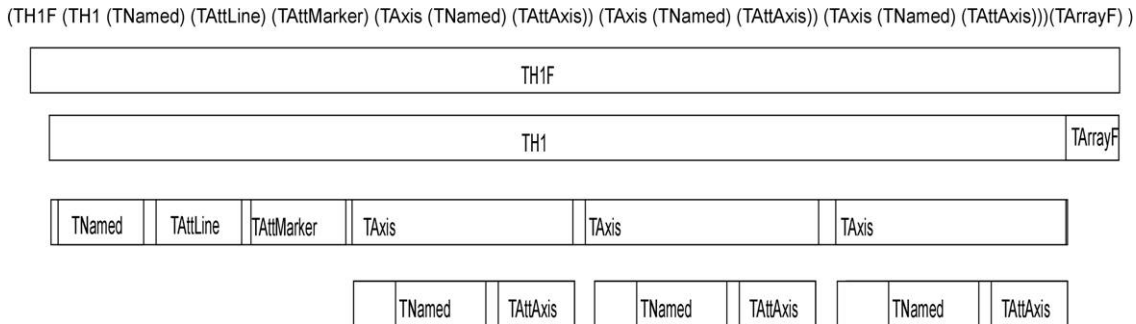 (TH1F (TH1 (TNamed) (TAttLine) (TAttMarker) (TAxis (TNamed) (TAttAxis)) (TAxis (TNamed) (TAttAxis)) (TAxis (TNamed) (TAttAxis)))(TArrayF) )
TH1F
TH1 TArrayF
TNamed TAttLine TAttMarker TAxis TAxis TAxis
TNamed TAttAxis TNamed TAttAxis TNamed TAttAxis